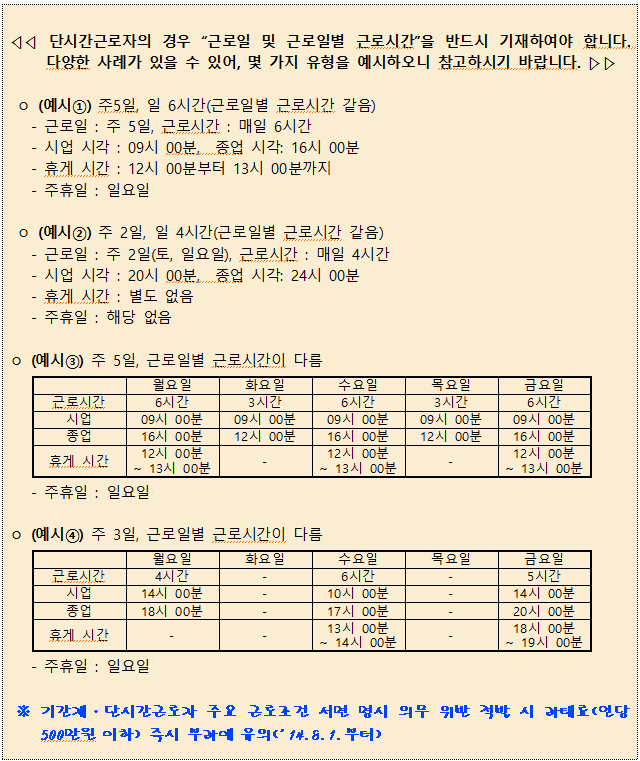 ◁◁ 단시간근로자의 경우 “근로일 및 근로일별 근로시간”을 반드시 기재하여야 합니다.
다양한 사례가 있을 수 있어, 몇 가지 유형을 예시하오니 참고하시기 바랍니다. ▷▷
ㅇ (예시①) 주5일, 일 6시간(근로일별 근로시간 같음)
- 근로일 : 주 5일, 근로시간 : 매일 6시간
- 시업 시각 : 09시 00분, 종업 시각: 16시 00분
- 휴게 시간 : 12시 00분부터 13시 00분까지
- 주휴일 : 일요일
ㅇ (예시②) 주 2일, 일 4시간(근로일별 근로시간 같음)
- 근로일 : 주 2일(토, 일요일), 근로시간 : 매일 4시간
- 시업 시각 : 20시 00분, 종업 시각: 24시 00분
- 휴게 시간 : 별도 없음
- 주휴일 : 해당 없음
ㅇ (예시③) 주 5일, 근로일별 근로시간이 다름
월요일 화요일 수요일 목요일 금요일
근로시간 6시간 3시간 6시간 3시간 6시간
시업 09시 00분 09시 00분 09시 00분 09시 00분 09시 00분
종업 16시 00분 12시 00분 16시 00분 12시 00분 16시 00분
휴게 시간 12시 00분 ~ 13시 00분 - 12시 00분 ~ 13시 00분 - 12시 00분 ~ 13시 00분
- 주휴일 : 일요일
ㅇ (예시④) 주 3일, 근로일별 근로시간이 다름
월요일 화요일 수요일 목요일 금요일
근로시간 4시간 - 6시간 - 5시간
시업 14시 00분 - 10시 00분 - 14시 00분
종업 18시 00분 - 17시 00분 - 20시 00분
휴게 시간 - - 13시 00분 ~ 14시 00분 - 18시 00분 ~ 19시 00분
- 주휴일 : 일요일
※ 기간제·단시간근로자 주요 근로조건 서면 명시 의무 위반 적발 시 과태료(인당
500만원 이하) 즉시 부과에 유의(’14.8.1.부터)